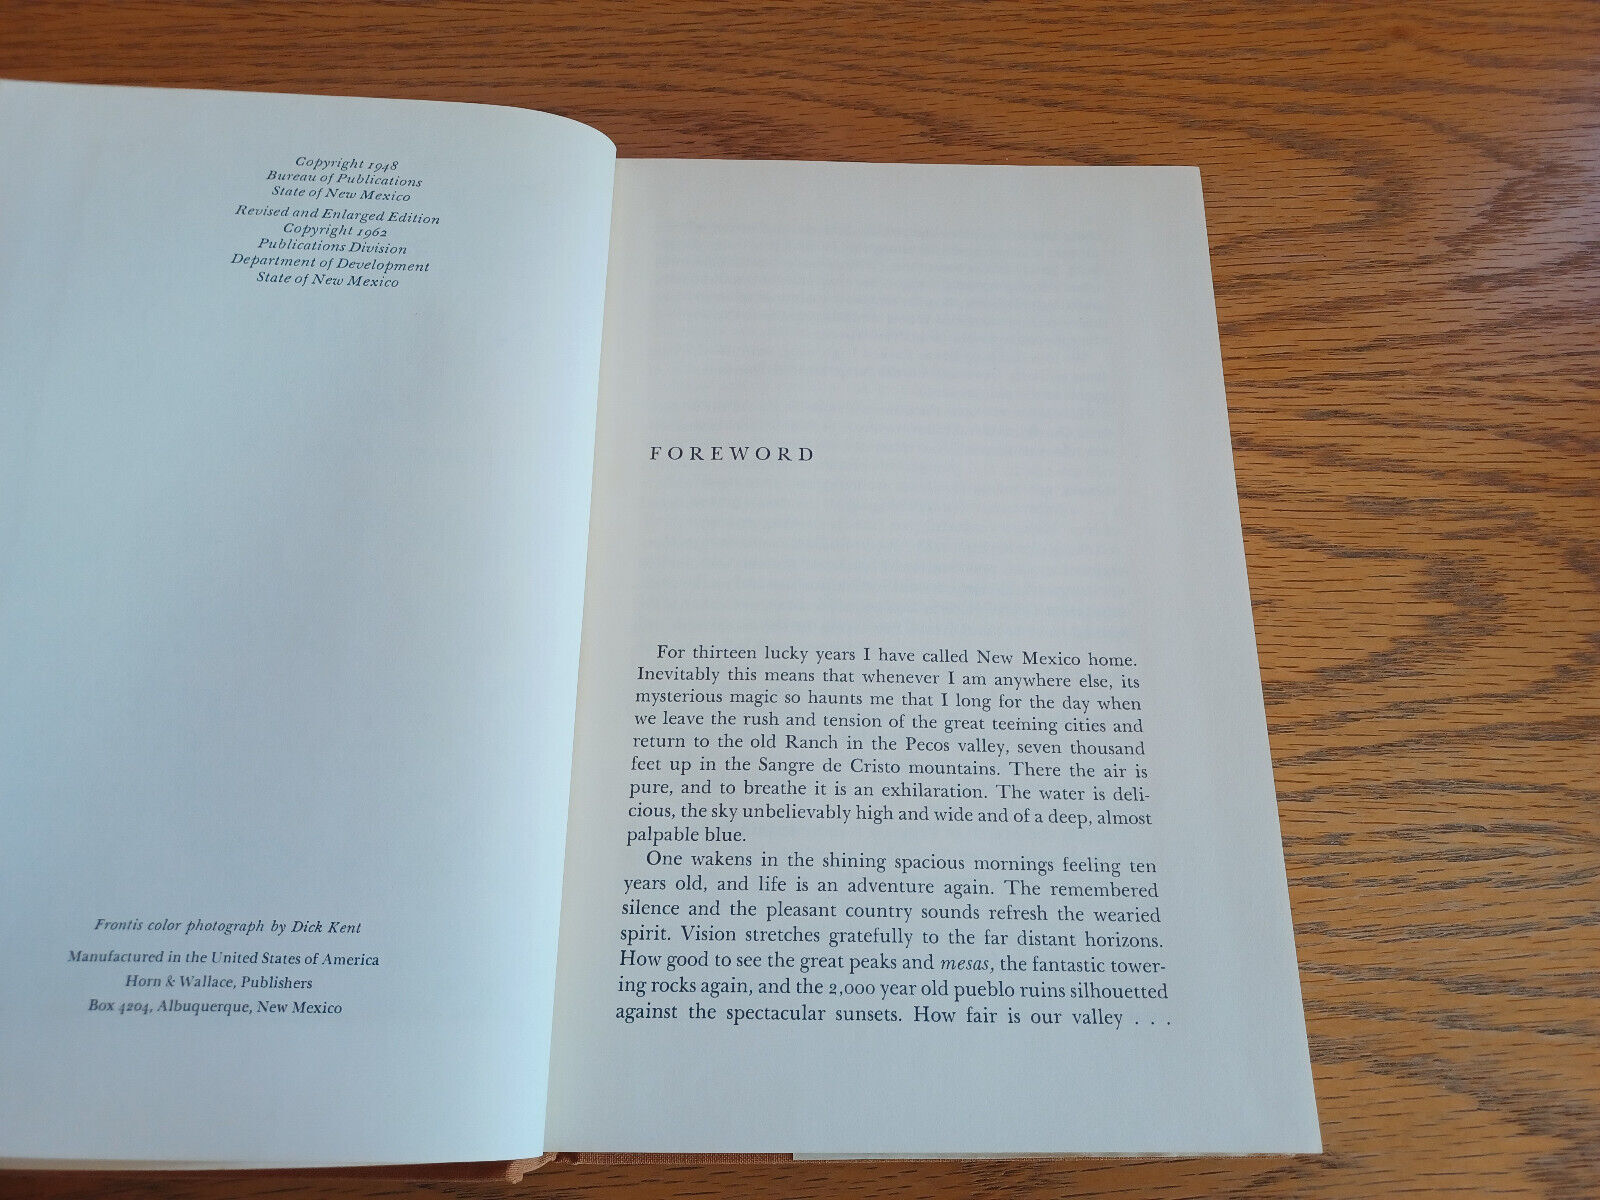 Copyright 1948
Bureau of Publications
State of New Mexico
Revised and Enlarged Edition
Copyright 1962
Publications Division
Department of Development
State of New Mexico
Frontis color photograph by Dick Kent
Manufactured in the United States of America
Horn & Wallace, Publishers
Box 4204, Albuquerque, New Mexico
FOREWORD
For thirteen lucky years I have called New Mexico home.
Inevitably this means that whenever I am anywhere else, its
mysterious magic so haunts me that I long for the day when
we leave the rush and tension of the great teeming cities and
return to the old Ranch in the Pecos valley, seven thousand
feet up in the Sangre de Cristo mountains. There the air is
pure, and to breathe it is an exhilaration. The water is deli-
cious, the sky unbelievably high and wide and of a deep, almost
palpable blue.
One wakens in the shining spacious mornings feeling ten
years old, and life is an adventure again. The remembered
silence and the pleasant country sounds refresh the wearied
spirit. Vision stretches gratefully to the far distant horizons.
How good to see the great peaks and mesas, the fantastic tower-
ing rocks again, and the 2,000 year old pueblo ruins silhouetted
against the spectacular sunsets. How fair is our valley . . .